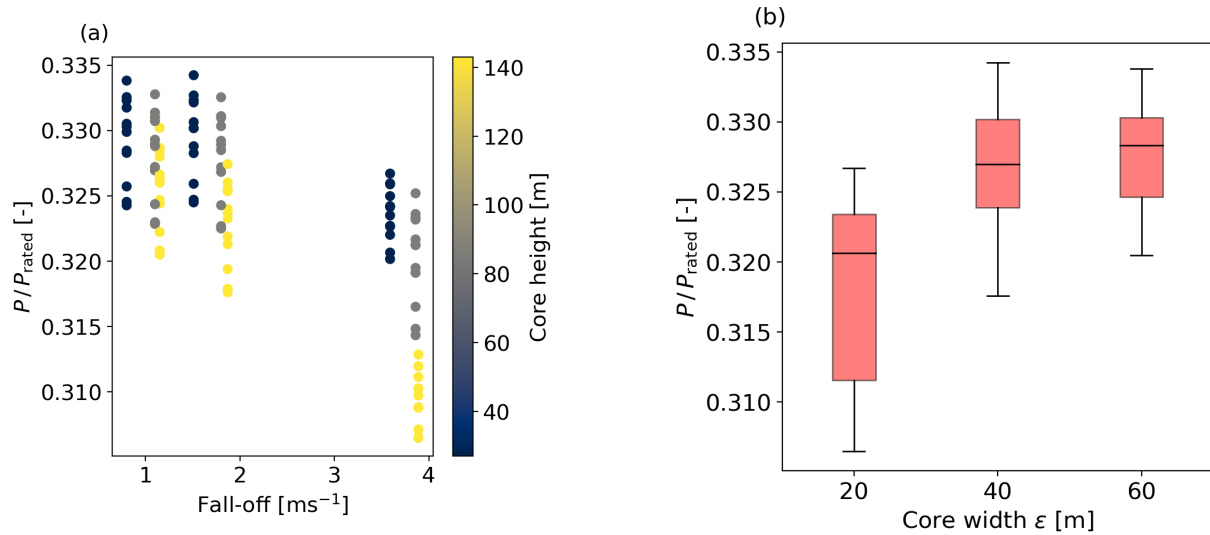 (a)
0.335
0.330
0.325
0.320
0.315
0.310
P/P_rated [-]
1 2 3 4
Fall-off [ms⁻¹]
140
120
100
80
60
40
Core height [m]
(b)
0.335
0.330
0.325
0.320
0.315
0.310
P/P_rated [-]
20 40 60
Core width ε [m]